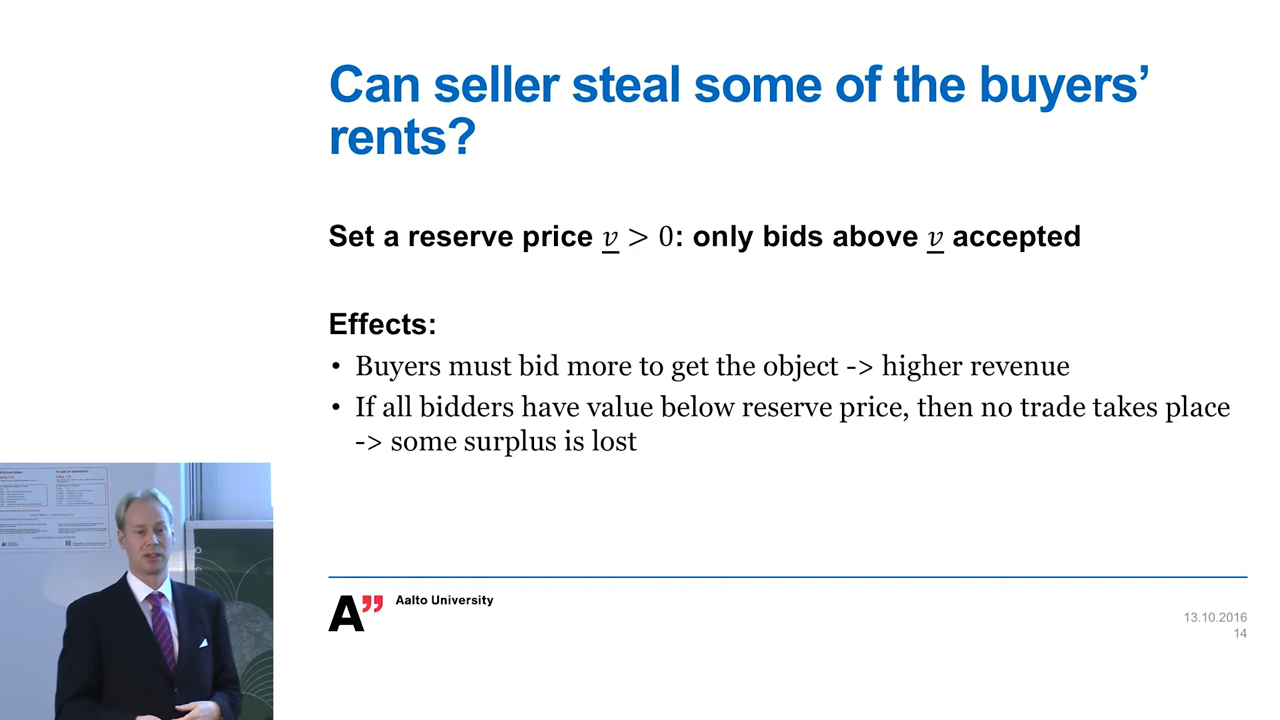 Can seller steal some of the buyers’
rents?
Set a reserve price v̲ > 0: only bids above v̲ accepted
Effects:
• Buyers must bid more to get the object -> higher revenue
• If all bidders have value below reserve price, then no trade takes place
-> some surplus is lost
A”
Aalto University
13.10.2016
14